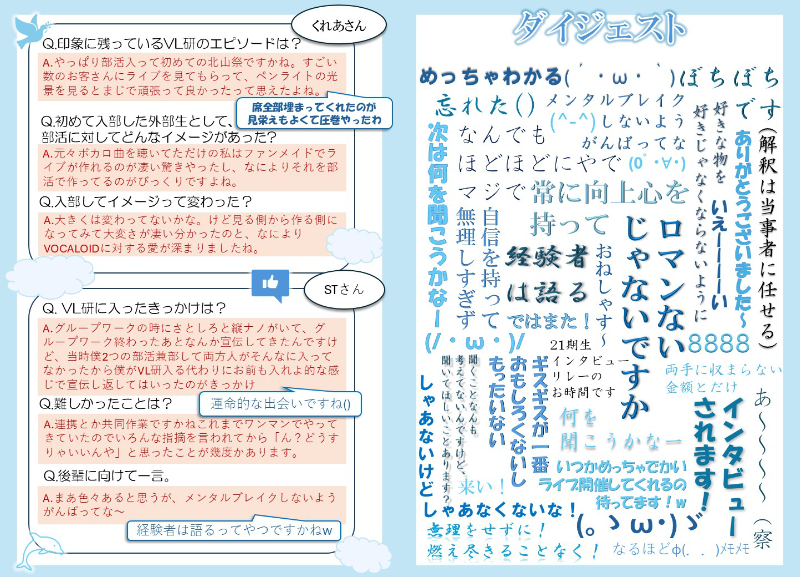 くれあさん
Q.印象に残っているVL研のエピソードは？
A.やっぱり部活入って初めての北山祭ですかね。すごい
数のお客さんにライブを見てもらって、ペンライトの光
景を見るとまじで頑張って良かったって思えたよね。
席全部埋まってくれたのが
見栄えもよくて圧巻やったわ
Q.初めて入部した外部生として、
部活に対してどんなイメージがあった？
A.元々ボカロ曲を聴いてただけの私はファンメイドでラ
イブが作れるのが凄い驚きやったし、なによりそれを部
活で作ってるのがびっくりですよね。
Q.入部してイメージって変わった？
A.大きくは変わってないかな。けど見る側から作る側に
なってみて大変さが凄い分かったのと、なにより
VOCALOIDに対する愛が深まりましたね。
STさん
Q. VL研に入ったきっかけは？
A.グループワークの時にさとしろと縦ナノがいて、グ
ループワーク終わったあとなんか宣伝してきたんですけ
ど、当時僕2つの部活兼部してて両方人がそんなに入って
なかったから僕がVL研入る代わりにお前も入れよ的な感
じで宣伝し返してはいったのがきっかけ
運命的な出会いですね()
Q.難しかったことは？
A.連携とか共同作業ですかねこれまでワンマンでやって
きていたのでいろんな指摘を言われてから「ん？どうす
りゃいいんや」と思ったことが幾度かあります。
Q.後輩に向けて一言。
A.まあ色々あると思うが、メンタルブレイクしないよう
がんばってな〜
経験者は語るってやつですかねw
ダイジェスト
めっちゃわかる(´・ω・｀)
ぼちぼち
です
(解釈は当事者に任せる)
忘れた()
メンタルブレイク
しないよう
がんばってな
(^-^)
好きな物を
好きじゃなくならないように
ありがとうございました〜
いえーーーーい
次は何を聞こうかなー
(/・ω・)/
なんでも
ほどほどにやで
(0゚・∀・)
マジで
無理しすぎず
自信を持って
常に向上心を
持って
経験者
は語る
おねしゃす〜
じゃないですか
ロマンない
ではまた！
8888
21期生
インタビュー
リレーの
お時間です
両手に収まらない
金額とだけ
あ〜〜〜〜(察
聞くことなんも
考えてないんですけど、
聞いてほしいことあります？
もったいない
おもしろくないし
ギスギスが一番
しゃあないけど
しゃあなくないな！
何を
聞こうかなー
インタビュー
されます！
いつかめっちゃでかい
ライブ開催してくれるの
待ってます！w
来い！
(。ゝω・)ゞ
無理をせずに！
燃え尽きることなく！
なるほどφ(．．)ﾒﾓﾒﾓ